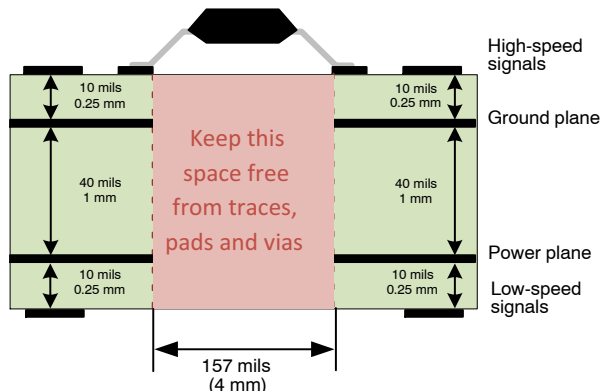 High-speed
signals
10 mils
0.25 mm
10 mils
0.25 mm
Ground plane
Keep this
space free
from traces,
pads and vias
40 mils
1 mm
40 mils
1 mm
Power plane
10 mils
0.25 mm
10 mils
0.25 mm
Low-speed
signals
157 mils
(4 mm)